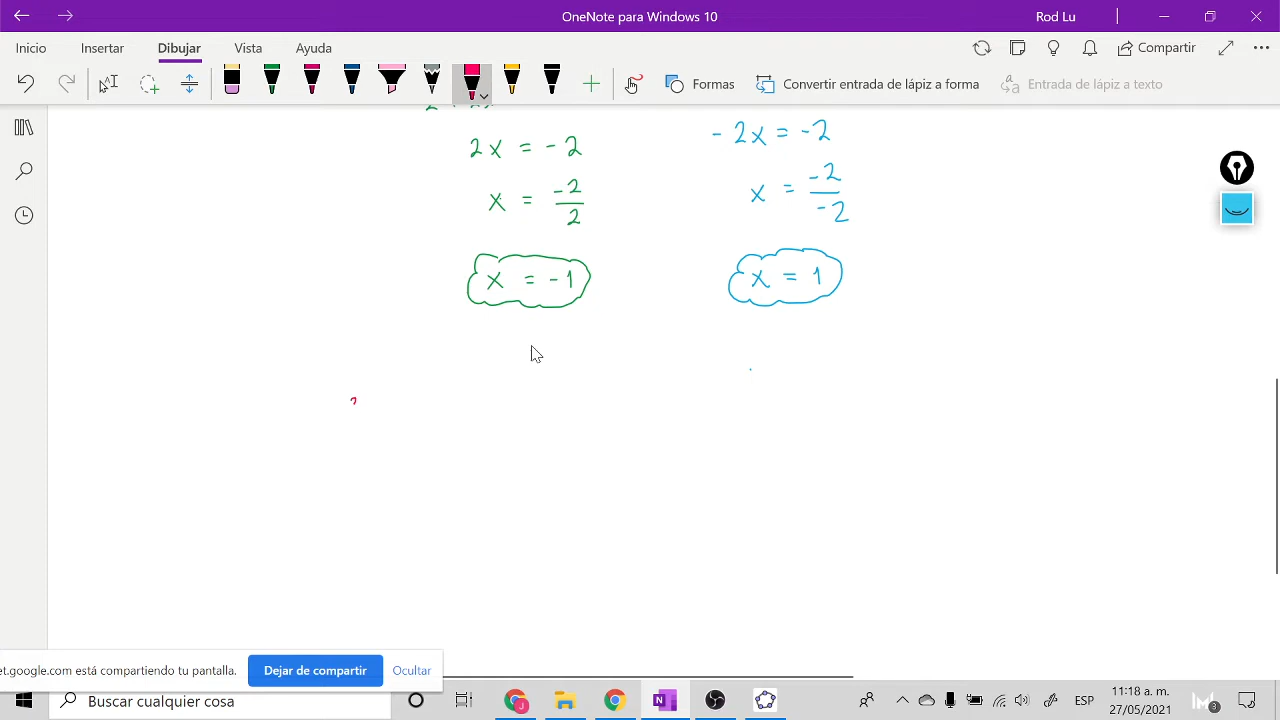 OneNote para Windows 10
Rod Lu
Inicio Insertar Dibujar Vista Ayuda
Compartir
Formas Convertir entrada de lápiz a forma Entrada de lápiz a texto
2x = -2
x = -2/2
x = -1
-2x = -2
x = -2/-2
x = 1
et.google.com está compartiendo tu pantalla. Dejar de compartir Ocultar
Buscar cualquier cosa
J
N
ESP
11:18 a. m.
27/05/2021
3